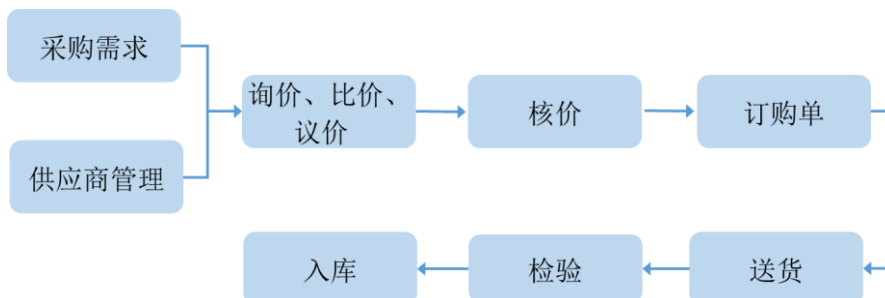 采购需求
供应商管理
询价、比价、
议价
核价
订购单
送货
检验
入库